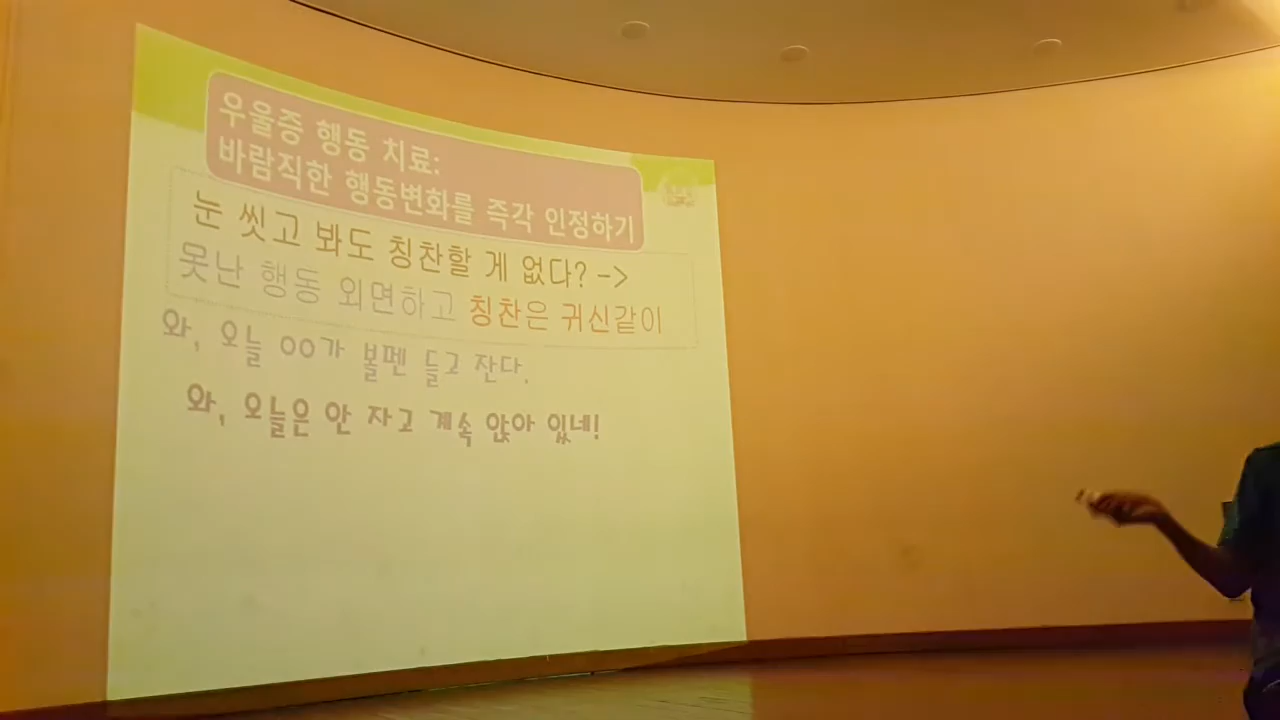 우울증 행동 치료:
바람직한 행동변화를 즉각 인정하기
눈 씻고 봐도 칭찬할 게 없다? ->
못난 행동 외면하고 칭찬은 귀신같이
와, 오늘 OO가 볼펜 들고 잔다.
와, 오늘은 안 자고 계속 앉아 있네!